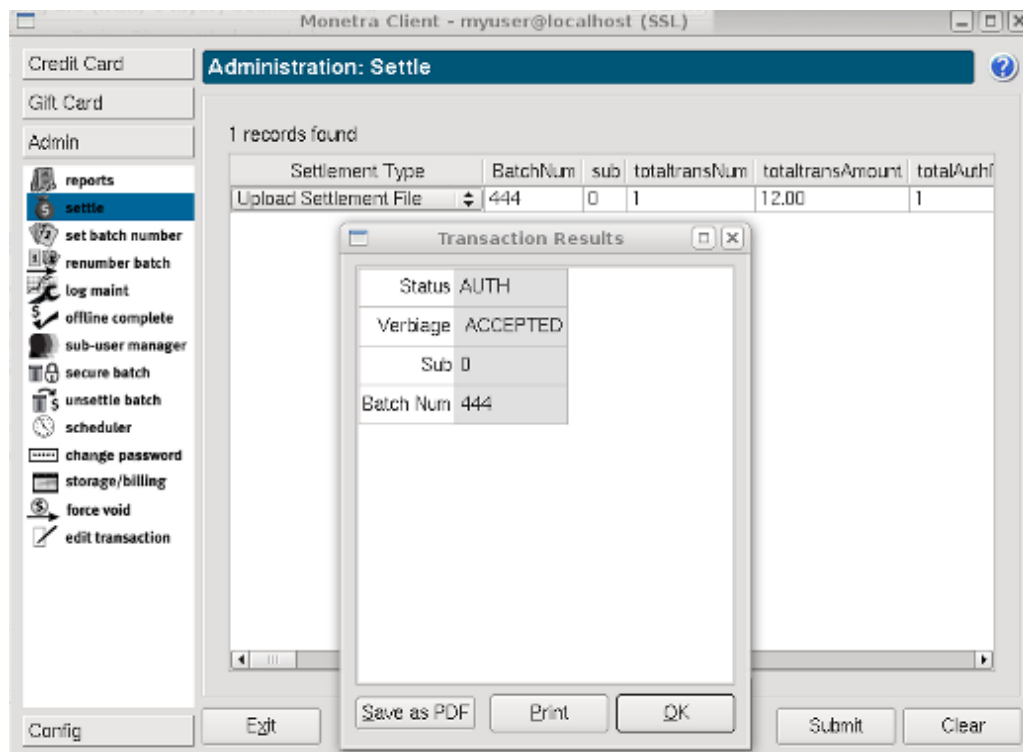 Monetra Client - myuser@localhost (SSL)
Credit Card
Gift Card
Admin
reports
settle
set batch number
renumber batch
log maint
offline complete
sub-user manager
secure batch
unsettle batch
scheduler
change password
storage/billing
force void
edit transaction
Config
Administration: Settle
1 records found
Settlement Type BatchNum sub totaltransNum totaltransAmount
Upload Settlement File 444 0 1 12.00 1
Transaction Results
Status AUTH
Verbiage ACCEPTED
Sub 0
Batch Num 444
Save as PDF Print OK
Exit Submit Clear